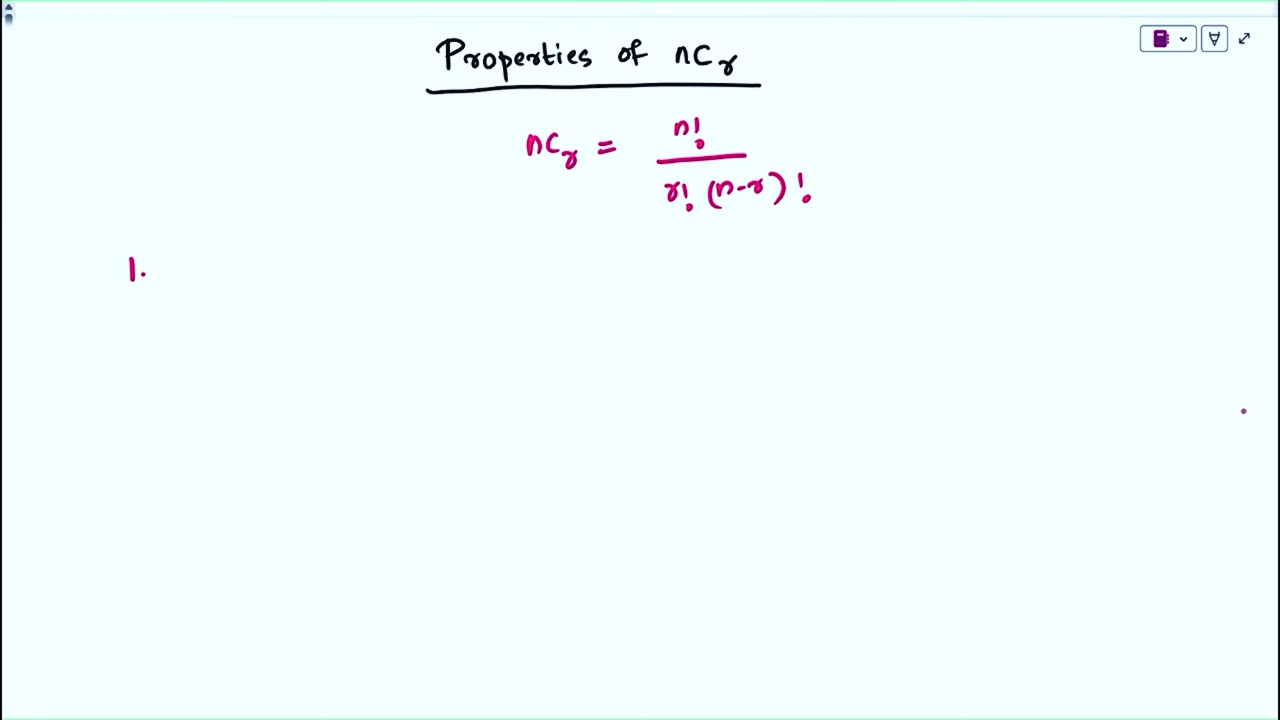 Properties of nCr
nCr = n! / r! (n-r)!
1.